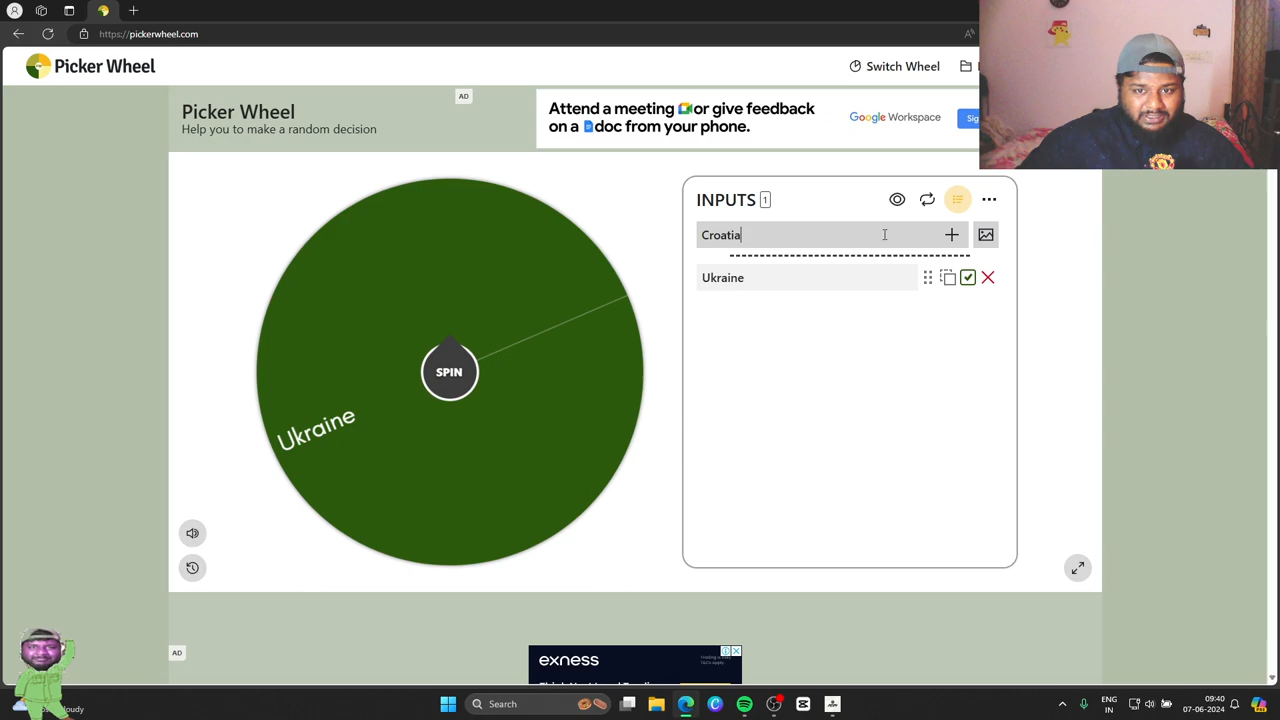 https://pickerwheel.com
Picker Wheel
Switch Wheel
AD
Picker Wheel
Help you to make a random decision
Attend a meeting or give feedback
on a doc from your phone.
Google Workspace
Sig
INPUTS 1
Croatia
Ukraine
SPIN
Ukraine
AD
exness
Search
ENG
IN
09:40
07-06-2024